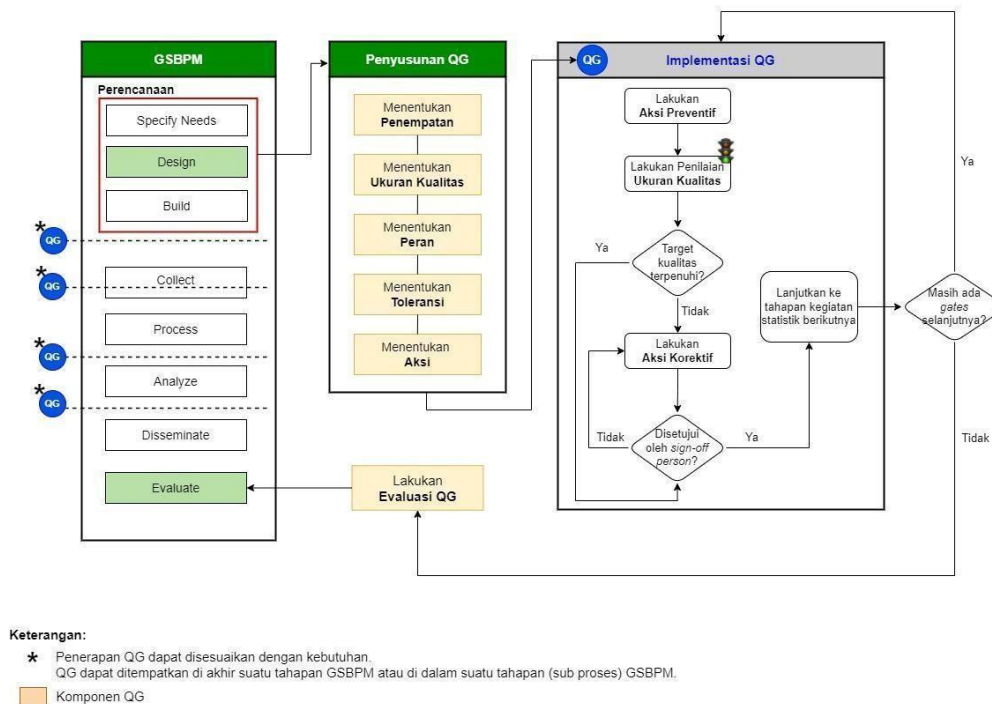 GSBPM
Perencanaan
Specify Needs
Design
Build
*
QG
*
QG
Collect
Process
*
QG
Analyze
*
QG
Disseminate
Evaluate
Penyusunan QG
Menentukan
Penempatan
Menentukan
Ukuran Kualitas
Menentukan
Peran
Menentukan
Toleransi
Menentukan
Aksi
Lakukan
Evaluasi QG
QG
Implementasi QG
Lakukan
Aksi Preventif
Lakukan Penilaian
Ukuran Kualitas
Ya
Target
kualitas
terpenuhi?
Tidak
Lakukan
Aksi Korektif
Tidak
Disetujui
oleh sign-off
person?
Ya
Lanjutkan ke
tahapan kegiatan
statistik berikutnya
Ya
Masih ada
gates
selanjutnya?
Tidak
Keterangan:
* Penerapan QG dapat disesuaikan dengan kebutuhan.
QG dapat ditempatkan di akhir suatu tahapan GSBPM atau di dalam suatu tahapan (sub proses) GSBPM.
Komponen QG